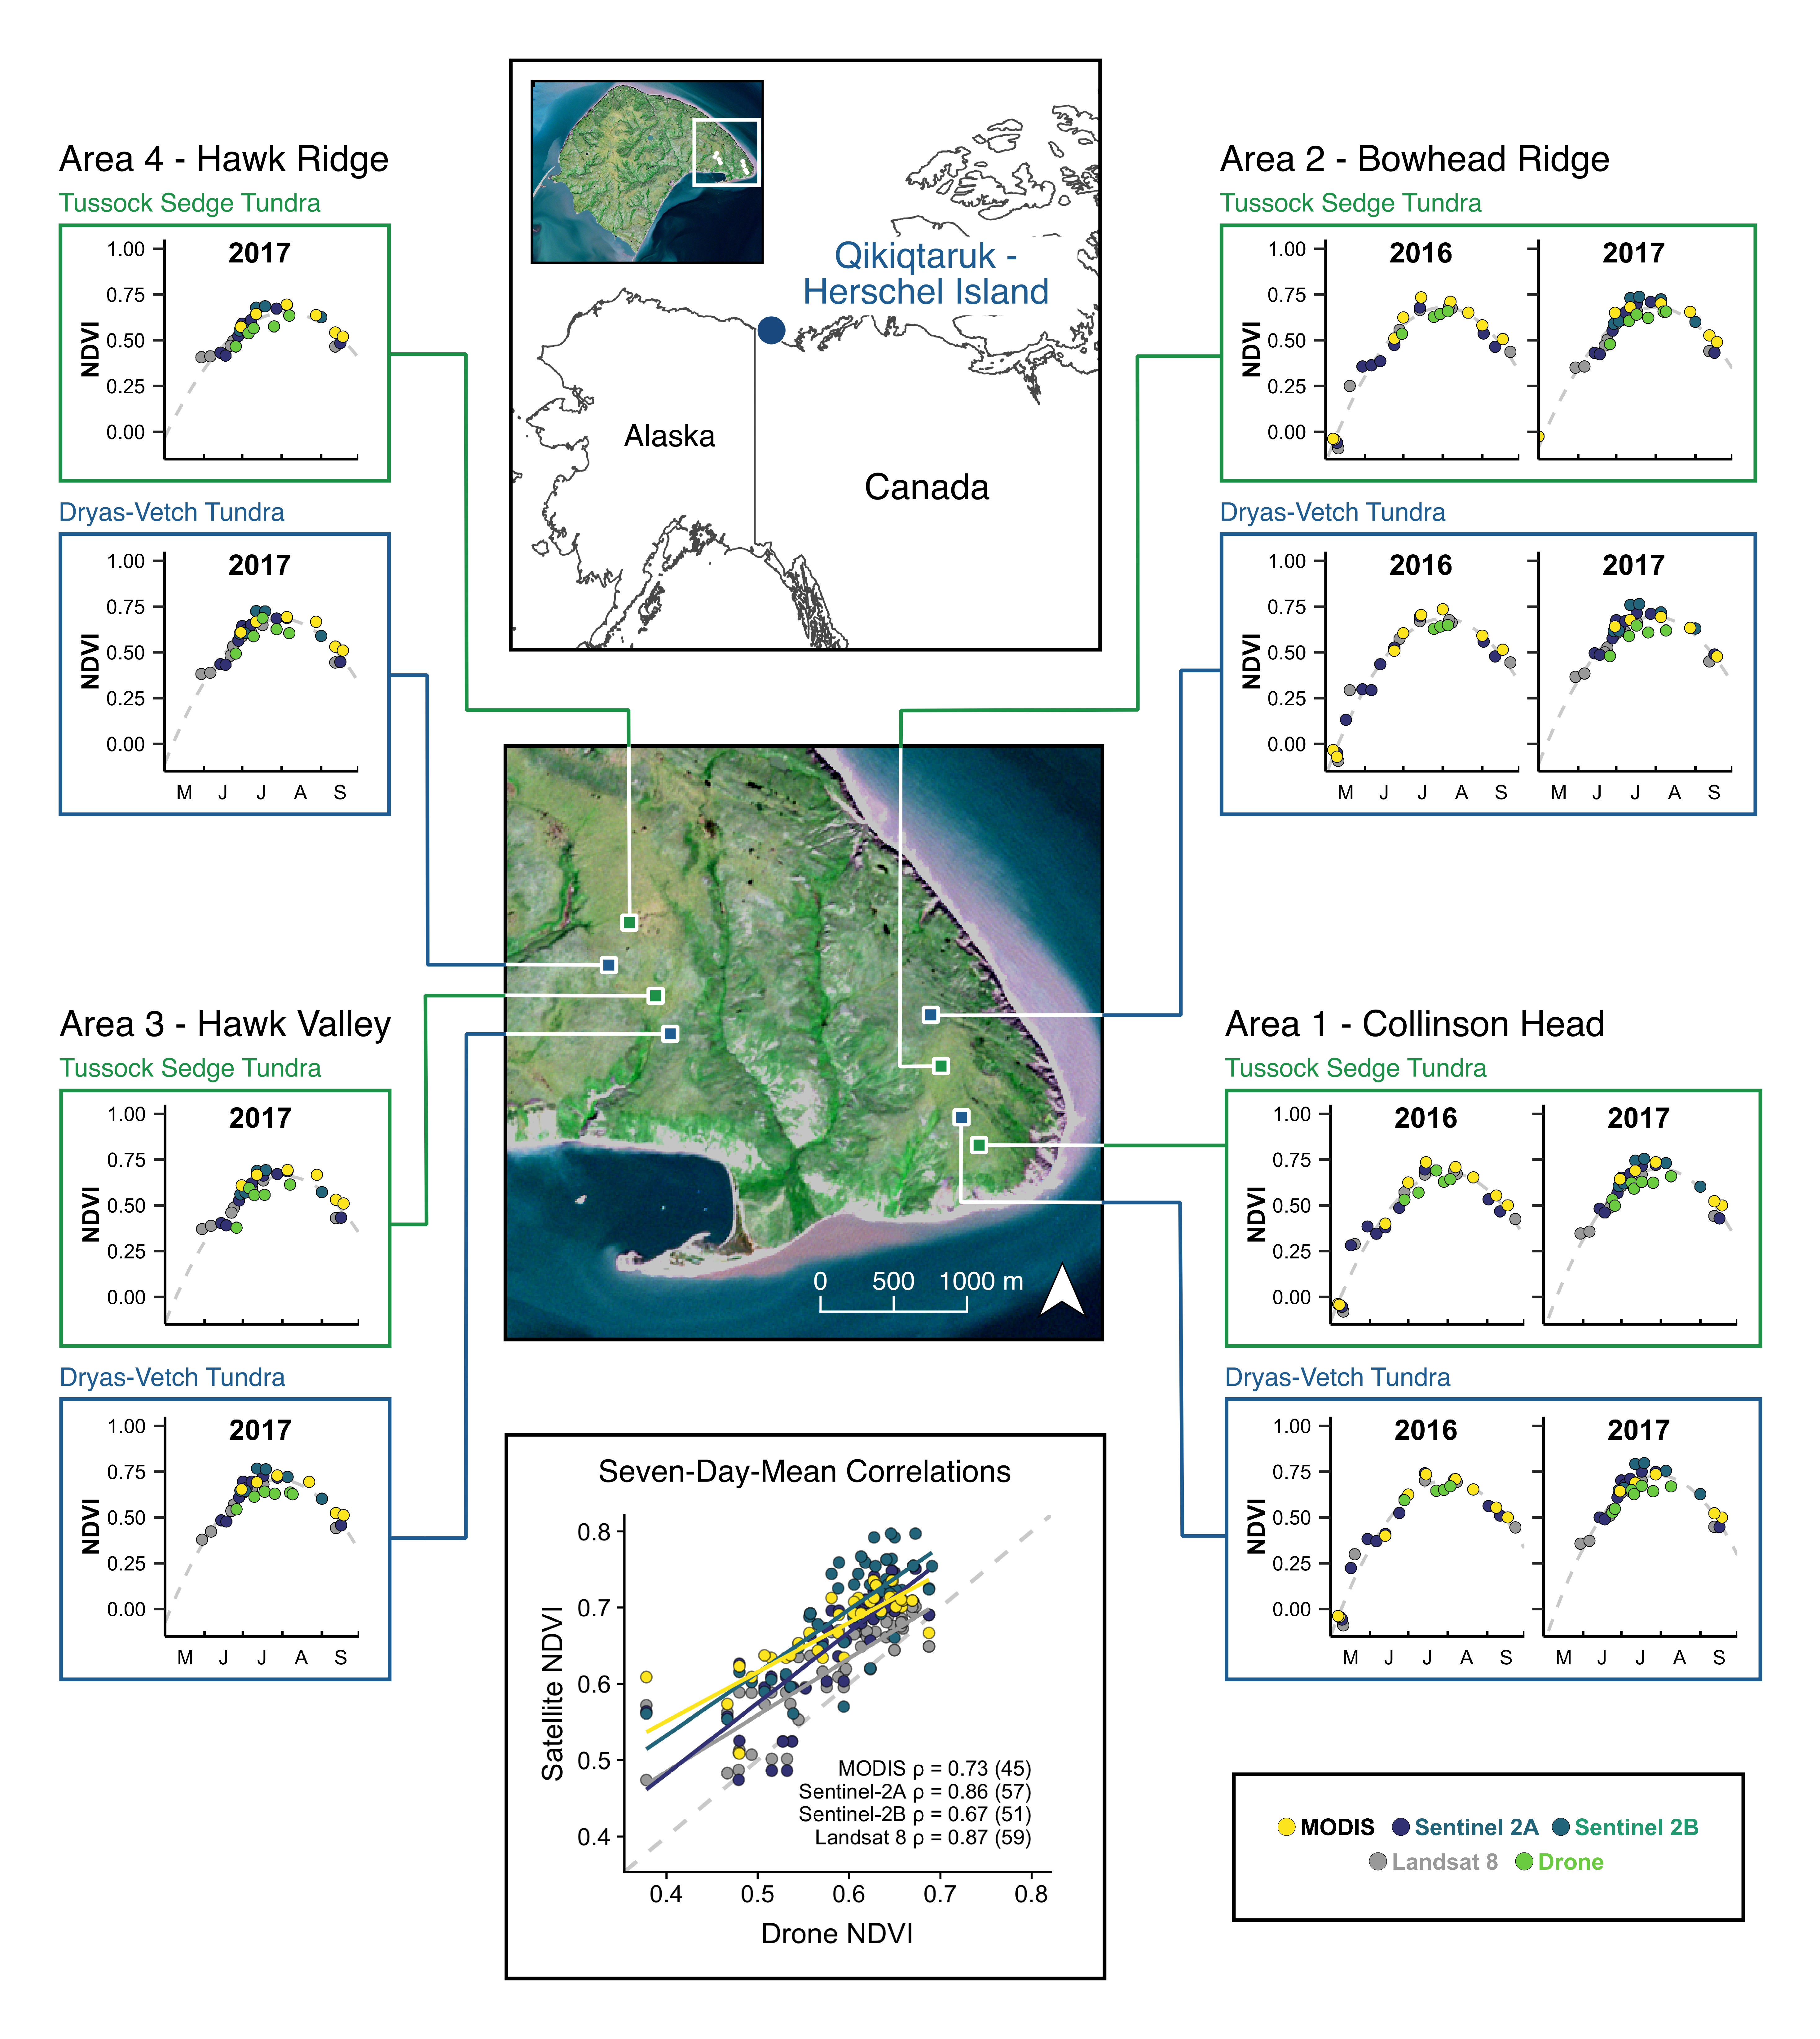 Qikiqtaruk -
Herschel Island
Alaska
Canada
Area 4 - Hawk Ridge
Tussock Sedge Tundra
2017
NDVI
1.00
0.75
0.50
0.25
0.00
Dryas-Vetch Tundra
2017
NDVI
1.00
0.75
0.50
0.25
0.00
M J J A S
Area 2 - Bowhead Ridge
Tussock Sedge Tundra
2016 2017
NDVI
1.00
0.75
0.50
0.25
0.00
Dryas-Vetch Tundra
2016 2017
NDVI
1.00
0.75
0.50
0.25
0.00
M J J A S M J J A S
Area 3 - Hawk Valley
Tussock Sedge Tundra
2017
NDVI
1.00
0.75
0.50
0.25
0.00
Dryas-Vetch Tundra
2017
NDVI
1.00
0.75
0.50
0.25
0.00
M J J A S
0 500 1000 m
Area 1 - Collinson Head
Tussock Sedge Tundra
2016 2017
NDVI
1.00
0.75
0.50
0.25
0.00
Dryas-Vetch Tundra
2016 2017
NDVI
1.00
0.75
0.50
0.25
0.00
M J J A S M J J A S
Seven-Day-Mean Correlations
Satellite NDVI
0.8
0.7
0.6
0.5
0.4
MODIS ρ = 0.73 (45)
Sentinel-2A ρ = 0.86 (57)
Sentinel-2B ρ = 0.67 (51)
Landsat 8 ρ = 0.87 (59)
0.4 0.5 0.6 0.7 0.8
Drone NDVI
MODIS Sentinel 2A Sentinel 2B
Landsat 8 Drone